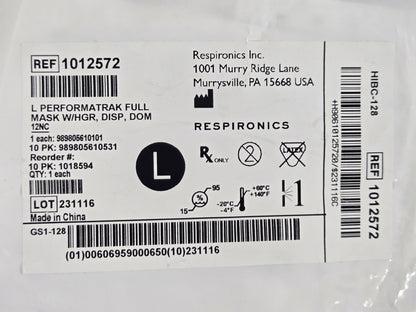 REF 1012572
L PERFORMATRAK FULL
MASK W/HGR, DISP, DOM
12NC
1 each: 989805610101
10 PK: 989805610531
Reorder #:
10 PK: 1018594
QTY: 1 each
LOT 231116
Made in China
GS1-128
(01)00606959000650(10)231116
L
Respironics Inc.
1001 Murry Ridge Lane
Murrysville, PA 15668 USA
RESPIRONICS
Rx ONLY
2
LATEX
95
15
+60°C
+140°F
-20°C
-4°F
1
HIBC-128
REF 1012572